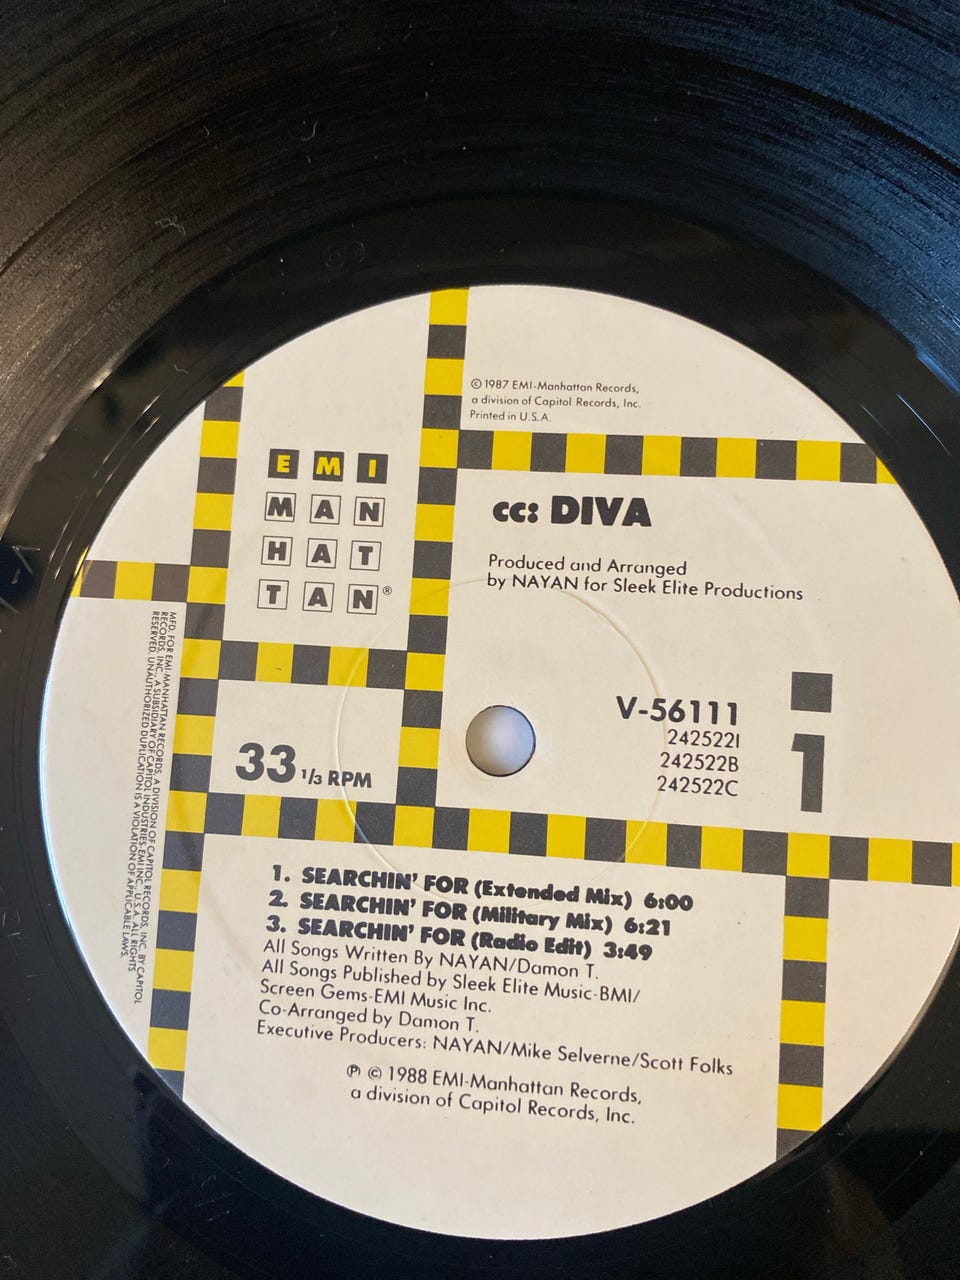 © 1987 EMI-Manhattan Records,
a division of Capitol Records, Inc.
Printed in U.S.A.
EMI
MAN
HAT
TAN®
cc: DIVA
Produced and Arranged
by NAYAN for Sleek Elite Productions
V-56111
242522I
242522B
242522C
1
33 1/3 RPM
MFD. FOR EMI-MANHATTAN RECORDS, A DIVISION OF CAPITOL RECORDS, INC. BY CAPITOL
RECORDS, INC., A SUBSIDIARY OF CAPITOL INDUSTRIES-EMI INC., U.S.A. ALL RIGHTS
RESERVED. UNAUTHORIZED DUPLICATION IS A VIOLATION OF APPLICABLE LAWS.
1. SEARCHIN' FOR (Extended Mix) 6:00
2. SEARCHIN' FOR (Military Mix) 6:21
3. SEARCHIN' FOR (Radio Edit) 3:49
All Songs Written By NAYAN/Damon T.
All Songs Published by Sleek Elite Music-BMI/
Screen Gems-EMI Music Inc.
Co-Arranged by Damon T.
Executive Producers: NAYAN/Mike Selverne/Scott Folks
℗ © 1988 EMI-Manhattan Records,
a division of Capitol Records, Inc.